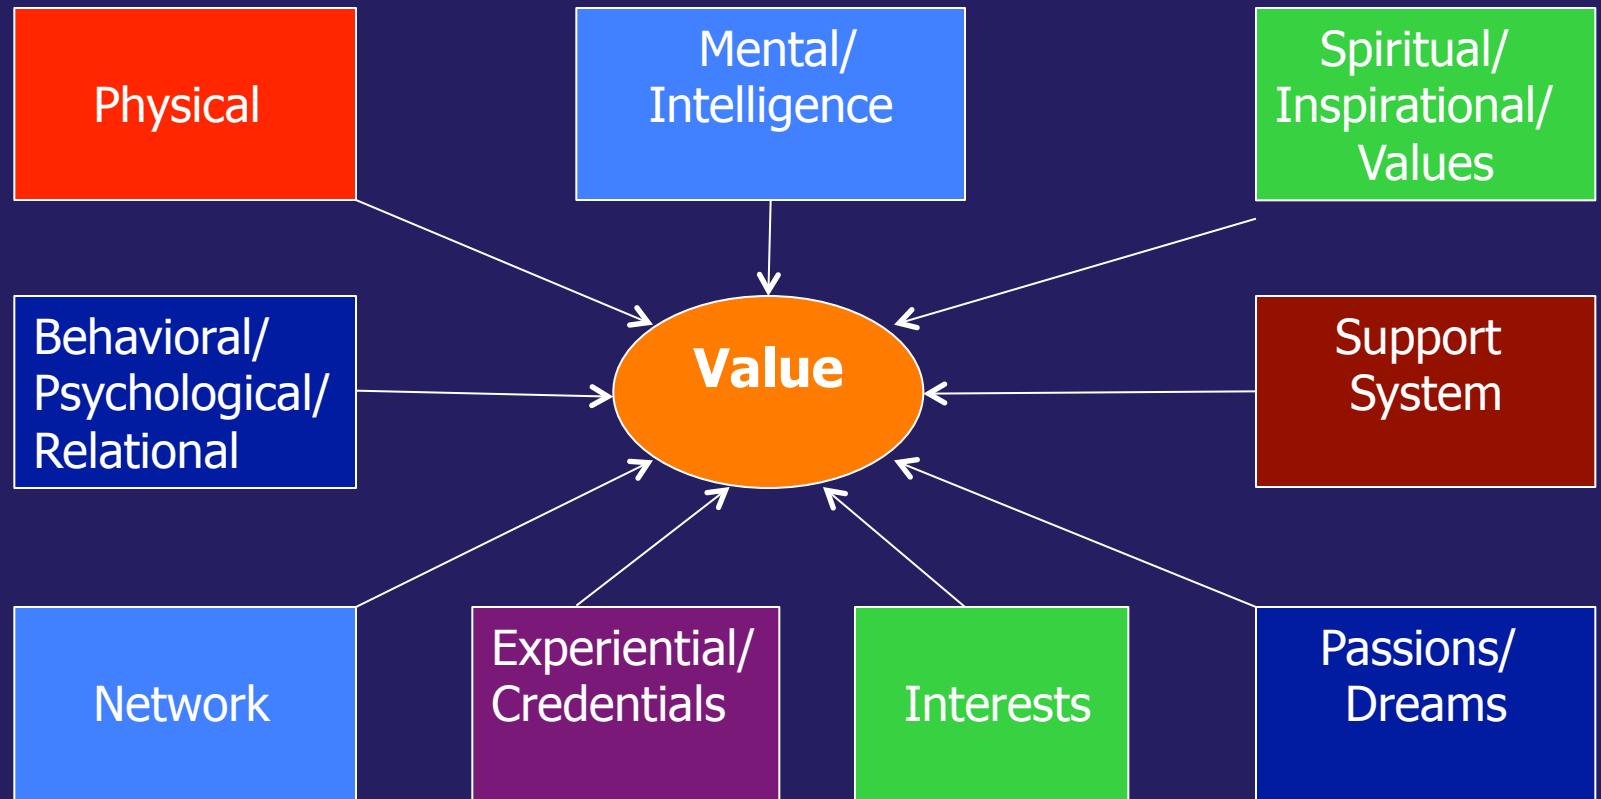 Physical
Mental/
Intelligence
Spiritual/
Inspirational/
Values
Behavioral/
Psychological/
Relational
Value
Support
System
Network
Experiential/
Credentials
Interests
Passions/
Dreams